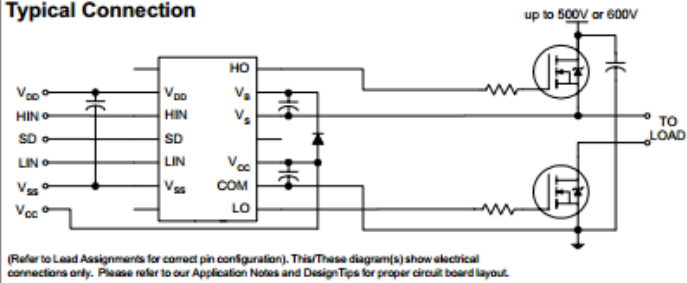 Typical Connection
up to 500V or 600V
HO
VDD VDD VB
HIN HIN VS
TO
SD SD
LOAD
LIN LIN VCC
VSS VSS COM
VCC LO
(Refer to Lead Assignments for correct pin configuration). This/These diagram(s) show electrical
connections only. Please refer to our Application Notes and DesignTips for proper circuit board layout.